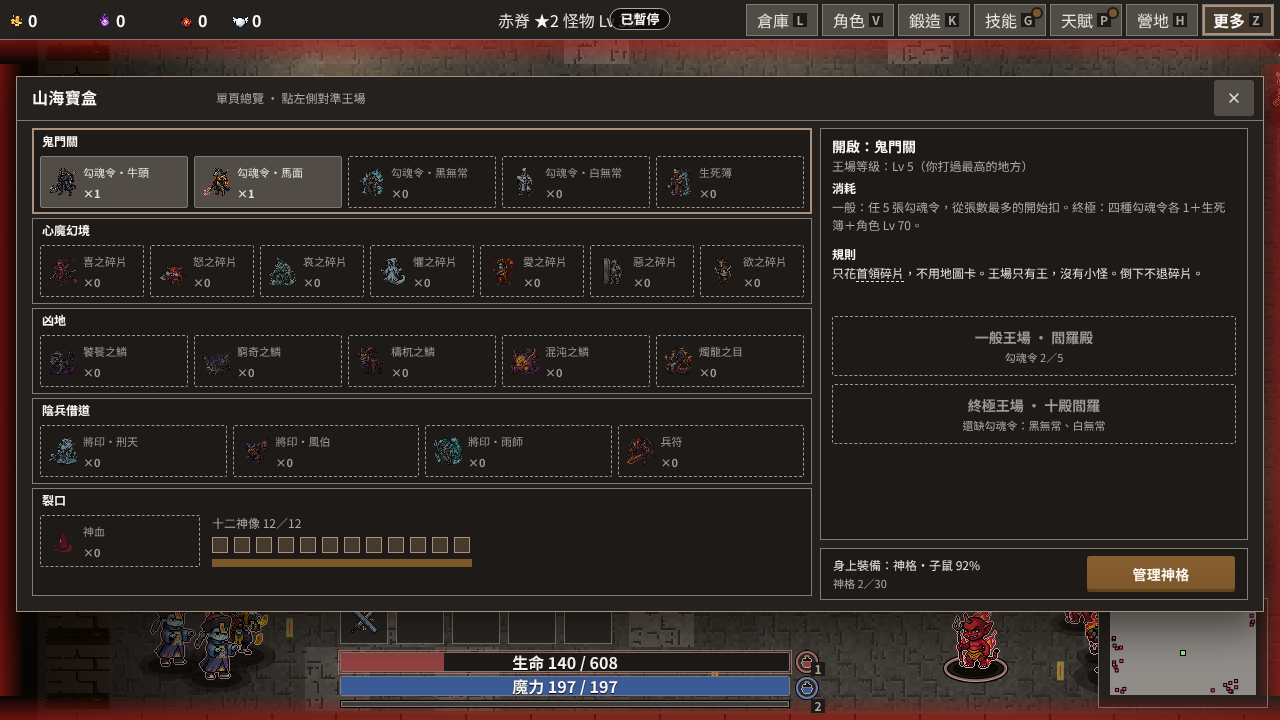 0 0 0 0
赤脊 ★2 怪物 Lv
已暫停
倉庫 L
角色 V
鍛造 K
技能 G
天賦 P
營地 H
更多 Z
山海寶盒
單頁總覽 · 點左側對準王場
×
鬼門關
勾魂令·牛頭
×1
勾魂令·馬面
×1
勾魂令·黑無常
×0
勾魂令·白無常
×0
生死簿
×0
心魔幻境
喜之碎片
×0
怒之碎片
×0
哀之碎片
×0
懼之碎片
×0
愛之碎片
×0
惡之碎片
×0
欲之碎片
×0
凶地
饕餮之鱗
×0
窮奇之鱗
×0
檮杌之鱗
×0
混沌之鱗
×0
燭龍之目
×0
陰兵借道
將印·刑天
×0
將印·風伯
×0
將印·雨師
×0
兵符
×0
裂口
神血
×0
十二神像 12／12
開啟：鬼門關
王場等級：Lv 5（你打過最高的地方）
消耗
一般：任 5 張勾魂令，從張數最多的開始扣。終極：四種勾魂令各 1＋生死
簿＋角色 Lv 70。
規則
只花首領碎片，不用地圖卡。王場只有王，沒有小怪。倒下不退碎片。
一般王場 · 閻羅殿
勾魂令 2／5
終極王場 · 十殿閻羅
還缺勾魂令：黑無常、白無常
身上裝備：神格·子鼠 92%
神格 2／30
管理神格
生命 140 / 608
1
魔力 197 / 197
2